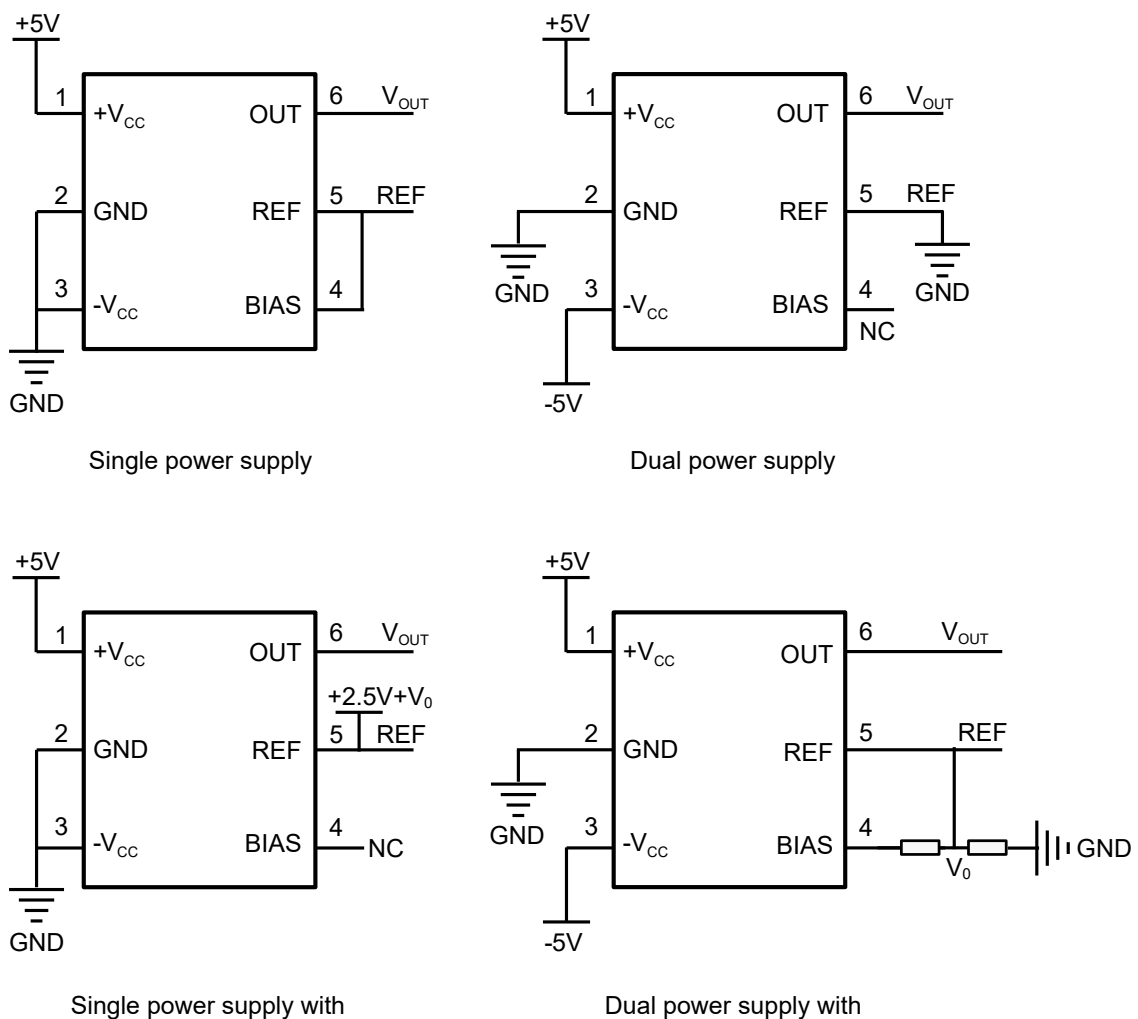 +5V
1 +VCC OUT 6 VOUT
2 GND REF 5 REF
3 -VCC BIAS 4
GND
Single power supply
+5V
1 +VCC OUT 6 VOUT
2 GND REF 5 REF
GND
GND
3 -VCC BIAS 4
NC
-5V
Dual power supply
+5V
1 +VCC OUT 6 VOUT
+2.5V+V0
2 GND REF 5 REF
3 -VCC BIAS 4 NC
GND
Single power supply with
+5V
1 +VCC OUT 6 VOUT
2 GND REF 5 REF
GND
3 -VCC BIAS 4 GND
V0
-5V
Dual power supply with